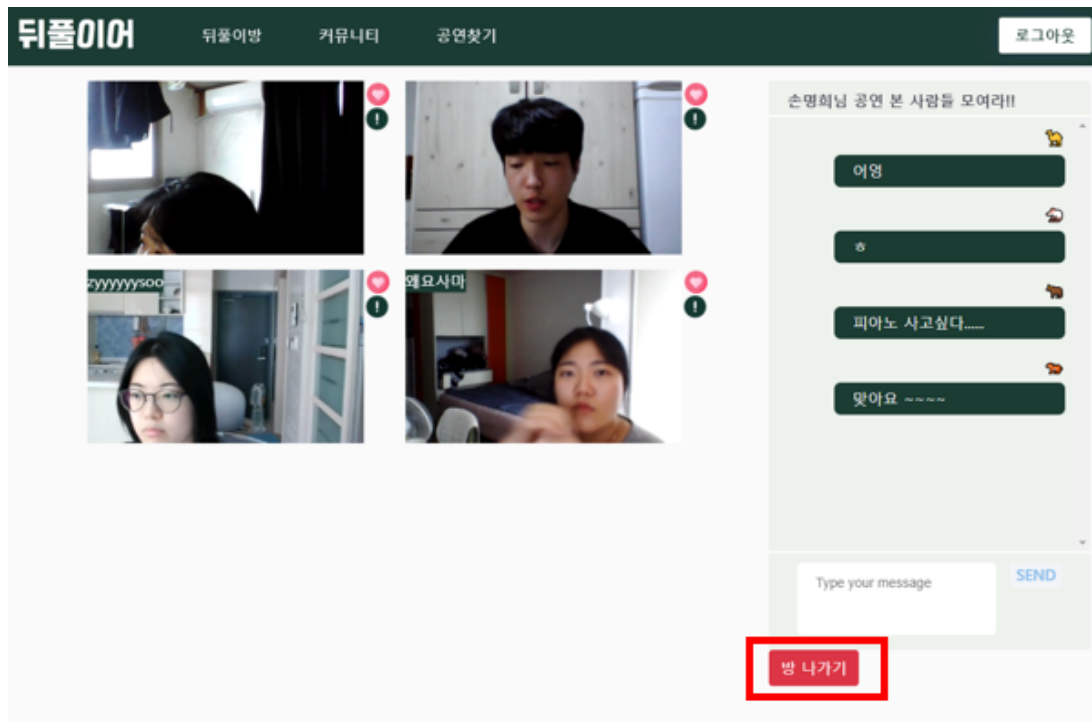 뒤풀이어
뒤풀이방 커뮤니티 공연찾기
로그아웃
zyyyyyysoo
왜요사마
손명희님 공연 본 사람들 모여라!!
어영
ㅎ
피아노 사고싶다.....
맞아요 ~~~~
Type your message
SEND
방 나가기